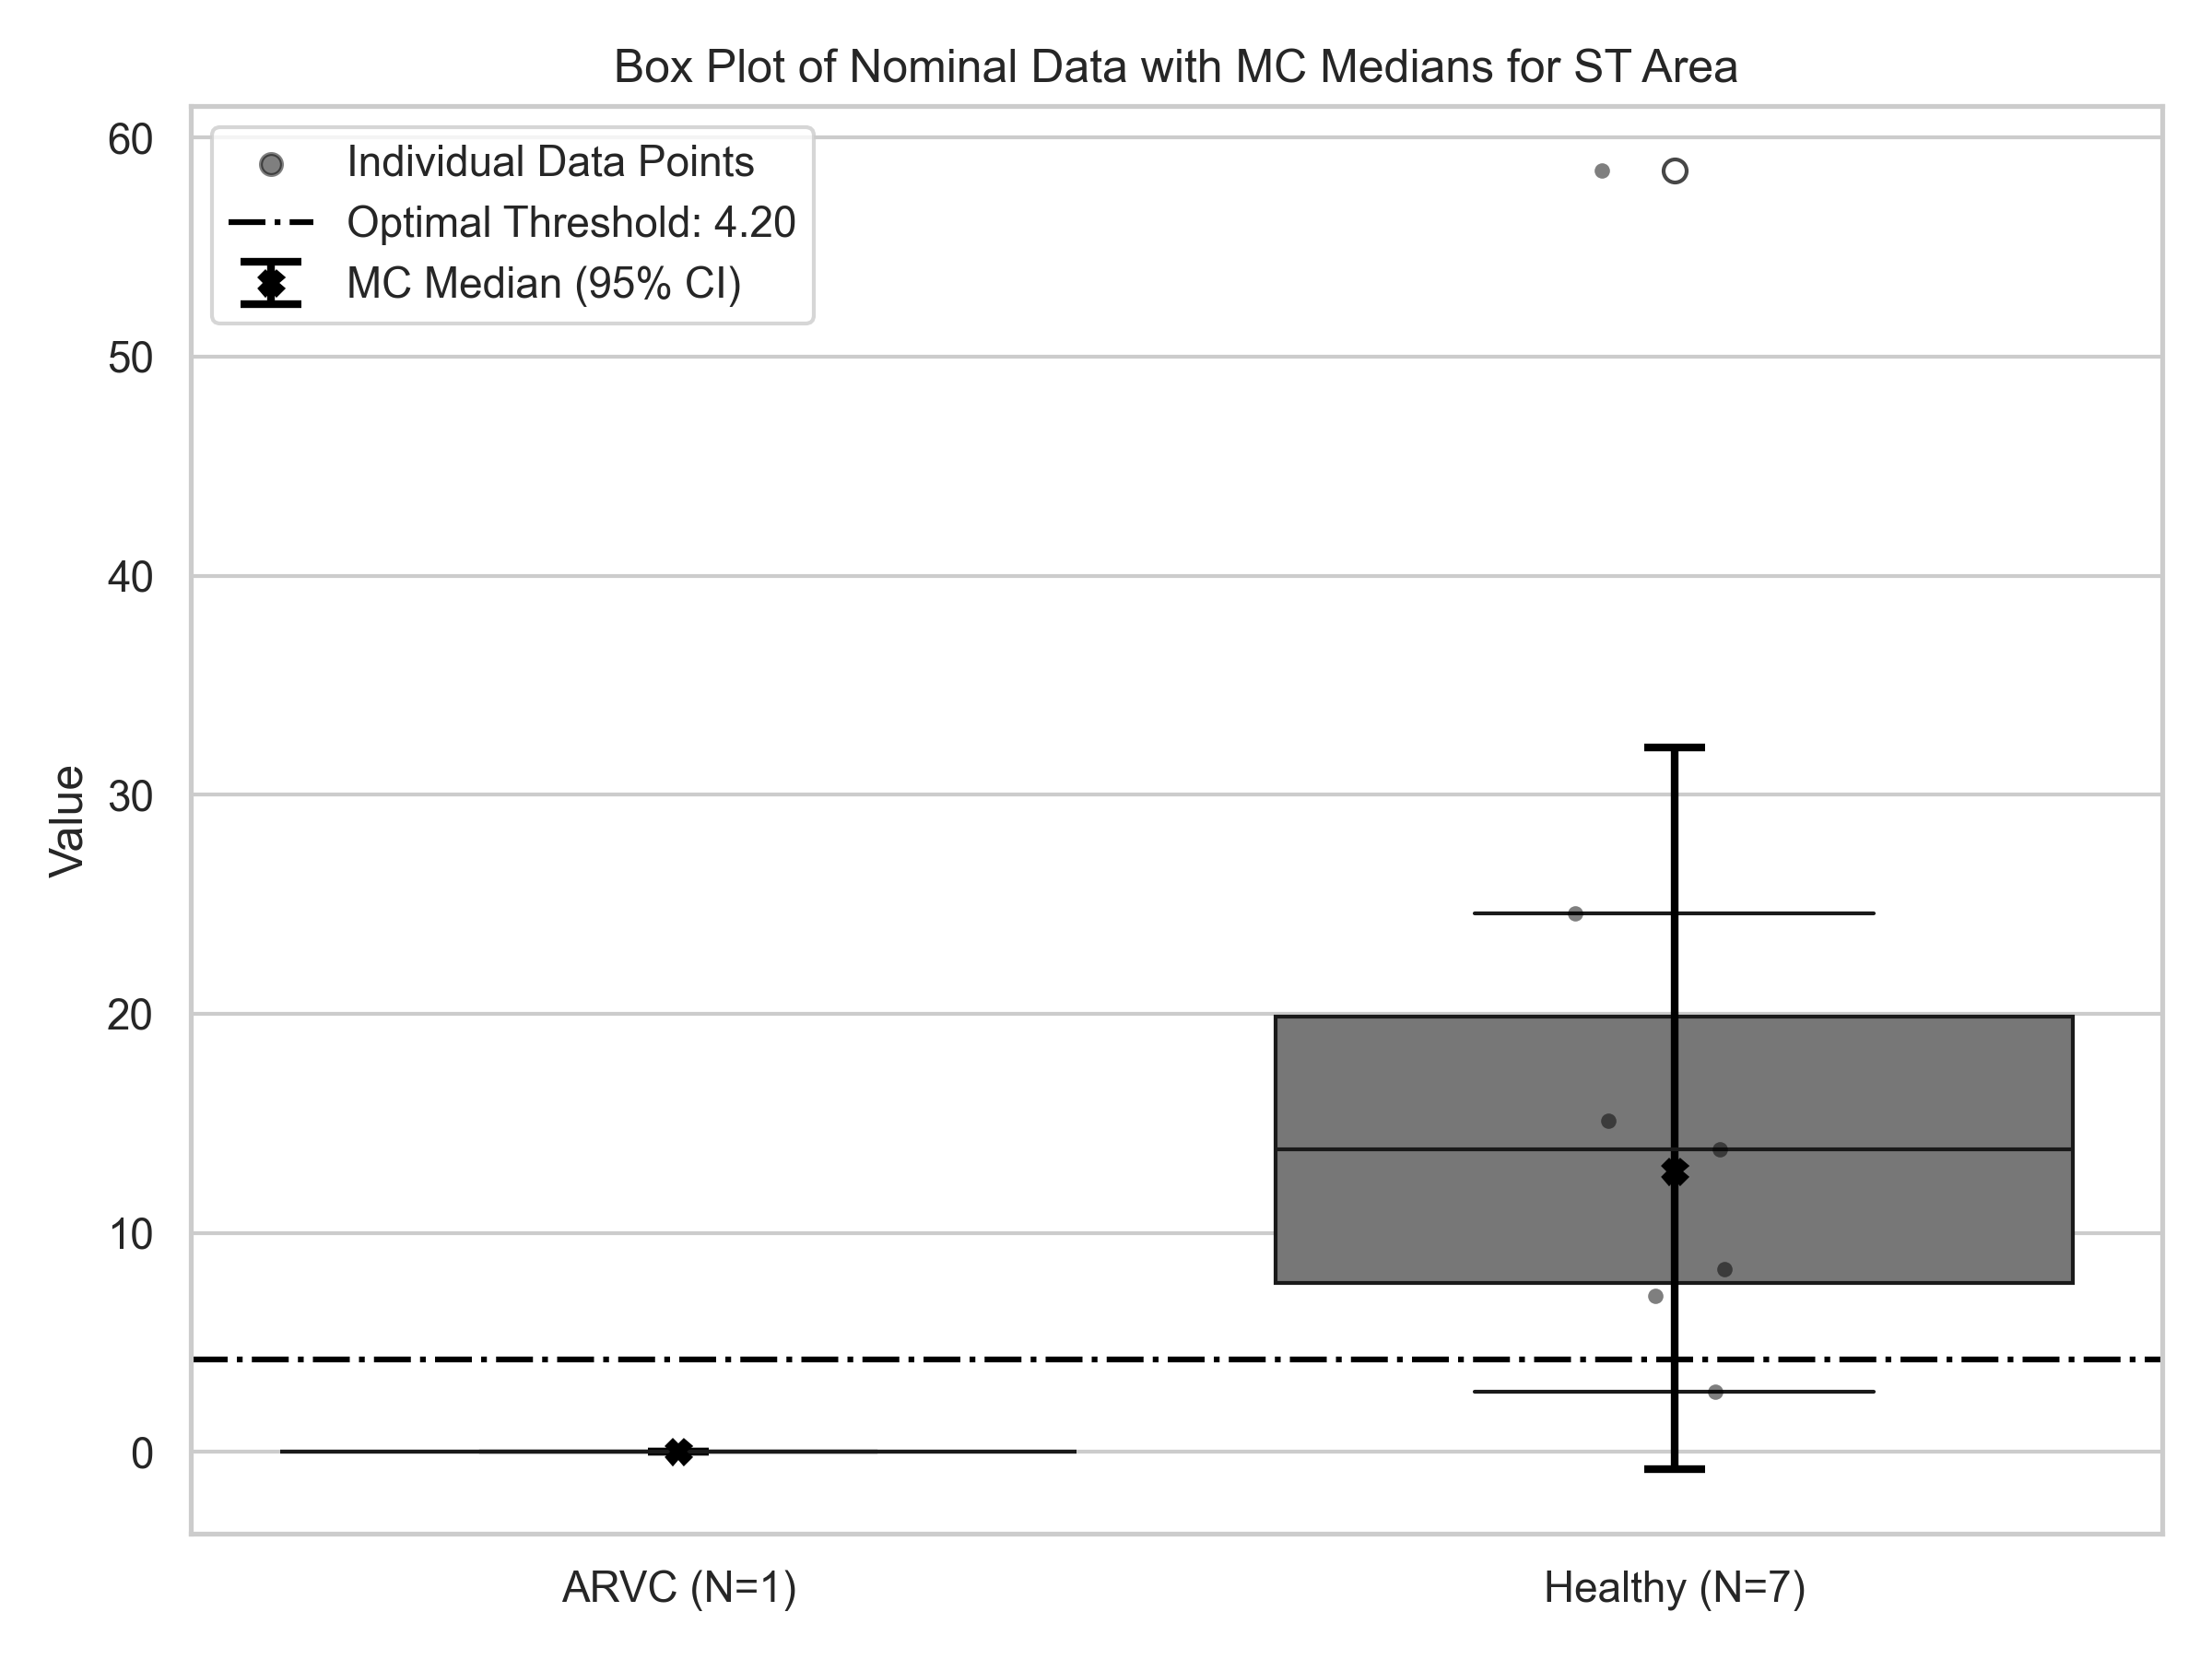 Box Plot of Nominal Data with MC Medians for ST Area
Individual Data Points
Optimal Threshold: 4.20
MC Median (95% CI)
Value
60
50
40
30
20
10
0
ARVC (N=1)
Healthy (N=7)